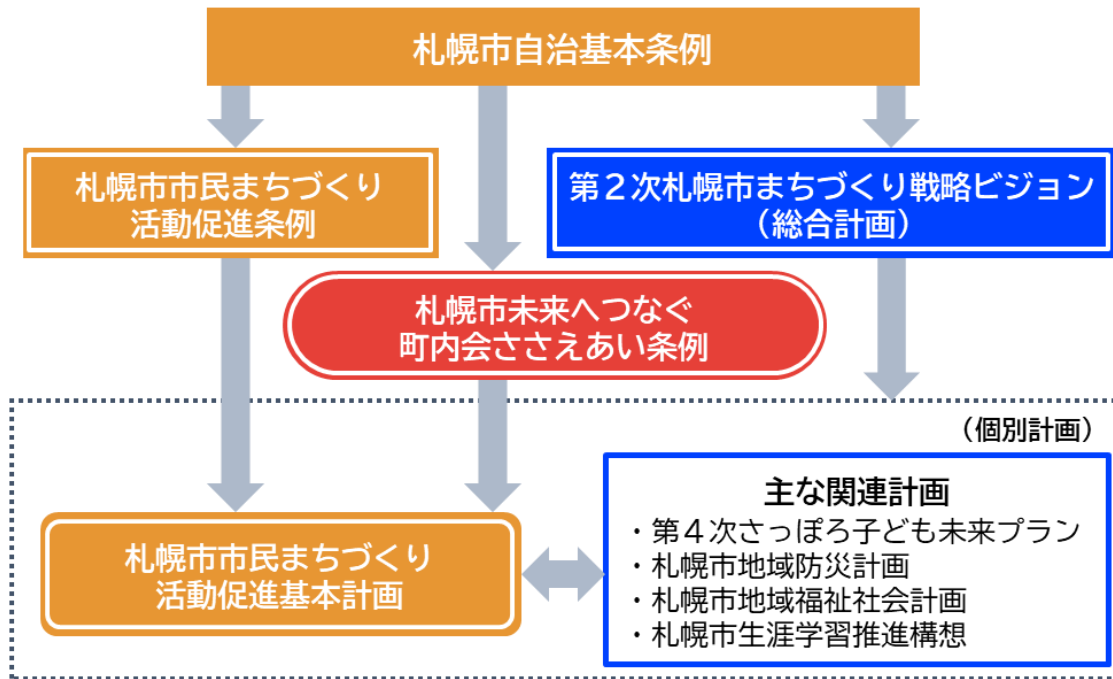 札幌市自治基本条例
札幌市市民まちづくり
活動促進条例
第２次札幌市まちづくり戦略ビジョン
（総合計画）
札幌市未来へつなぐ
町内会ささえあい条例
（個別計画）
札幌市市民まちづくり
活動促進基本計画
主な関連計画
・第４次さっぽろ子ども未来プラン
・札幌市地域防災計画
・札幌市地域福祉社会計画
・札幌市生涯学習推進構想